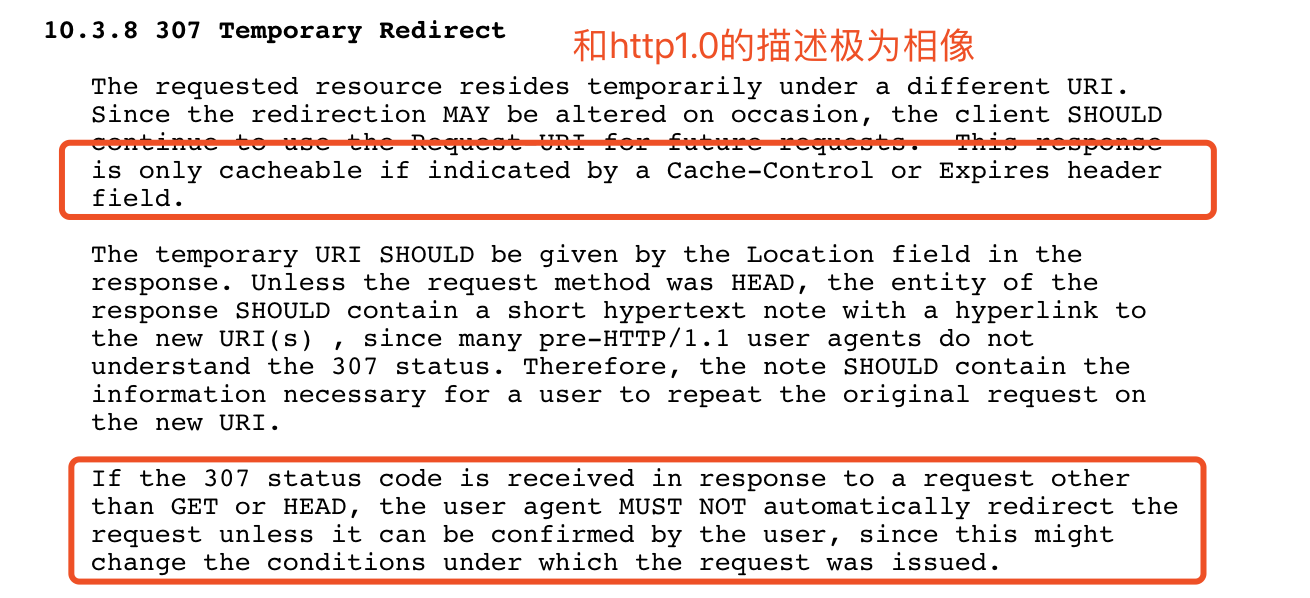 10.3.8 307 Temporary Redirect
和http1.0的描述极为相像
The requested resource resides temporarily under a different URI.
Since the redirection MAY be altered on occasion, the client SHOULD
continue to use the Request-URI for future requests.  This response
is only cacheable if indicated by a Cache-Control or Expires header
field.
The temporary URI SHOULD be given by the Location field in the
response. Unless the request method was HEAD, the entity of the
response SHOULD contain a short hypertext note with a hyperlink to
the new URI(s) , since many pre-HTTP/1.1 user agents do not
understand the 307 status. Therefore, the note SHOULD contain the
information necessary for a user to repeat the original request on
the new URI.
If the 307 status code is received in response to a request other
than GET or HEAD, the user agent MUST NOT automatically redirect the
request unless it can be confirmed by the user, since this might
change the conditions under which the request was issued.